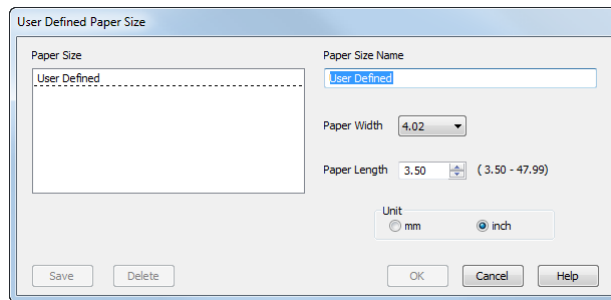 User Defined Paper Size
Paper Size
User Defined
Paper Size Name
User Defined
Paper Width 4.02
Paper Length 3.50 ( 3.50 - 47.99)
Unit
mm inch
Save Delete OK Cancel Help